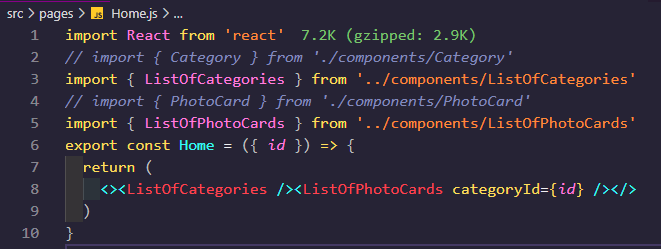 src > pages > JS Home.js > ...
1 import React from 'react' 7.2K (gzipped: 2.9K)
2 // import { Category } from './components/Category'
3 import { ListOfCategories } from '../components/ListOfCategories'
4 // import { PhotoCard } from './components/PhotoCard'
5 import { ListOfPhotoCards } from '../components/ListOfPhotoCards'
6 export const Home = ({ id }) => {
7   return (
8     <><ListOfCategories /><ListOfPhotoCards categoryId={id} /></>
9   )
10 }